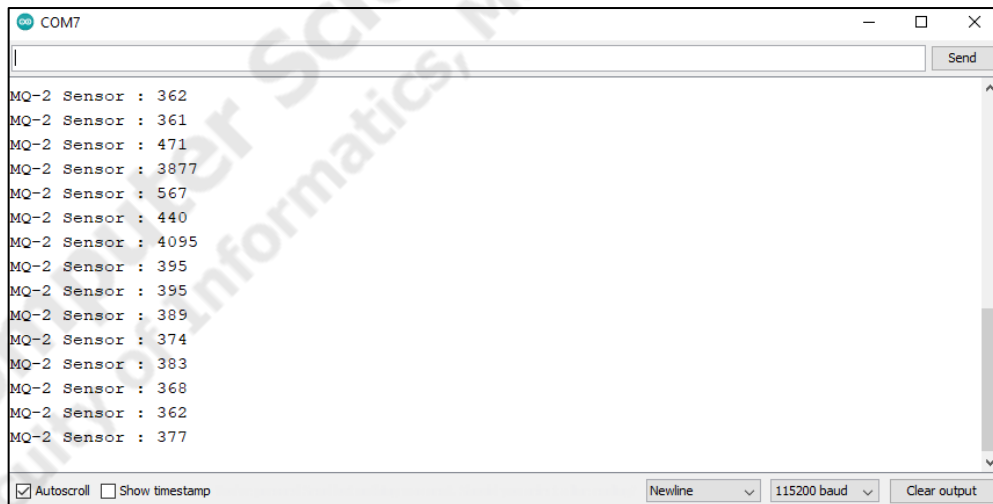 COM7
Send
MQ-2 Sensor : 362
MQ-2 Sensor : 361
MQ-2 Sensor : 471
MQ-2 Sensor : 3877
MQ-2 Sensor : 567
MQ-2 Sensor : 440
MQ-2 Sensor : 4095
MQ-2 Sensor : 395
MQ-2 Sensor : 395
MQ-2 Sensor : 389
MQ-2 Sensor : 374
MQ-2 Sensor : 383
MQ-2 Sensor : 368
MQ-2 Sensor : 362
MQ-2 Sensor : 377
Autoscroll Show timestamp Newline 115200 baud Clear output